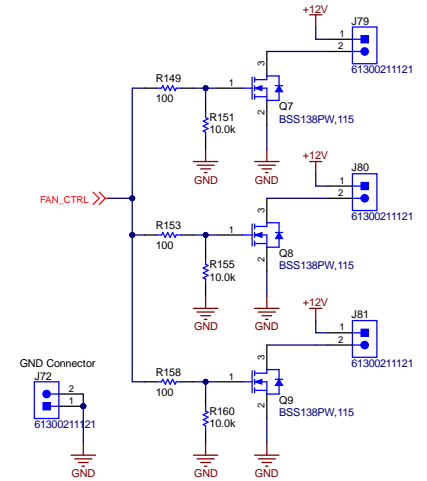 +12V
J79
1
2
61300211121
3
R149
100
1
Q7
R151
10.0k
2
BSS138PW,115
GND
GND
+12V
J80
1
2
61300211121
FAN_CTRL
3
R153
100
1
Q8
R155
10.0k
2
BSS138PW,115
GND
GND
+12V
J81
1
2
61300211121
3
R158
100
1
Q9
R160
10.0k
2
BSS138PW,115
GND
GND
GND Connector
J72
2
1
61300211121
GND